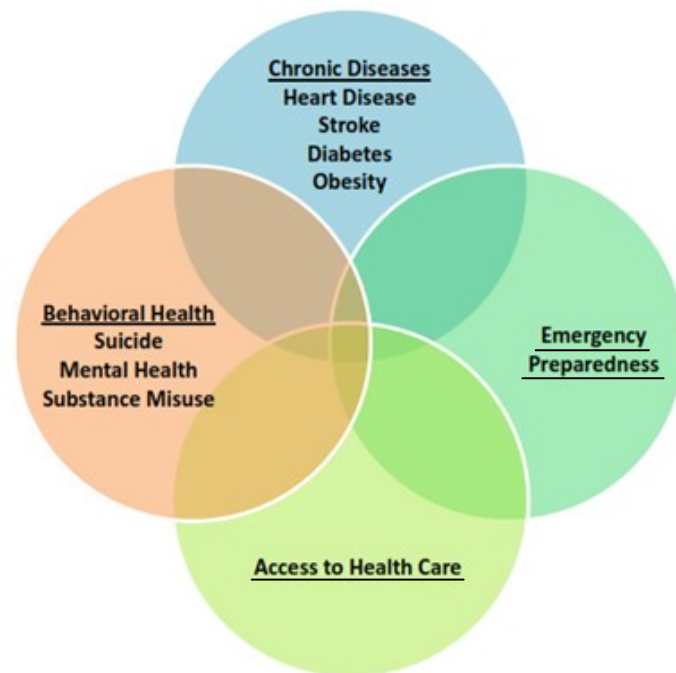 Chronic Diseases
Heart Disease
Stroke
Diabetes
Obesity
Behavioral Health
Suicide
Mental Health
Substance Misuse
Emergency
Preparedness
Access to Health Care